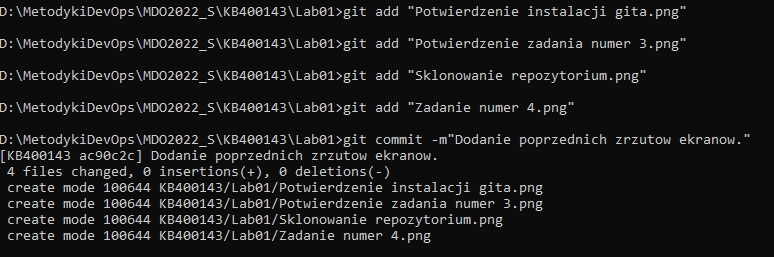 D:\MetodykiDevOps\MDO2022_S\KB400143\Lab01>git add "Potwierdzenie instalacji gita.png"
D:\MetodykiDevOps\MDO2022_S\KB400143\Lab01>git add "Potwierdzenie zadania numer 3.png"
D:\MetodykiDevOps\MDO2022_S\KB400143\Lab01>git add "Sklonowanie repozytorium.png"
D:\MetodykiDevOps\MDO2022_S\KB400143\Lab01>git add "Zadanie numer 4.png"
D:\MetodykiDevOps\MDO2022_S\KB400143\Lab01>git commit -m"Dodanie poprzednich zrzutow ekranow."
[KB400143 ac90c2c] Dodanie poprzednich zrzutow ekranow.
 4 files changed, 0 insertions(+), 0 deletions(-)
 create mode 100644 KB400143/Lab01/Potwierdzenie instalacji gita.png
 create mode 100644 KB400143/Lab01/Potwierdzenie zadania numer 3.png
 create mode 100644 KB400143/Lab01/Sklonowanie repozytorium.png
 create mode 100644 KB400143/Lab01/Zadanie numer 4.png